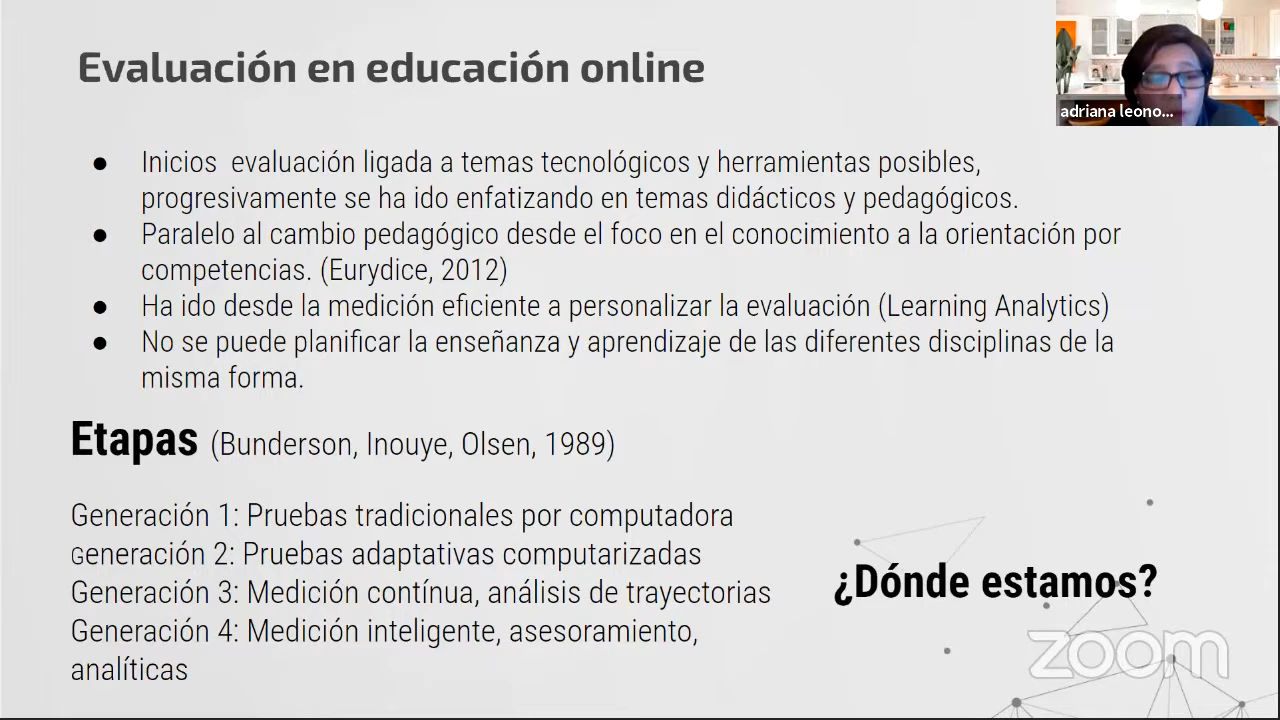 Evaluación en educación online
adriana leono...
● Inicios evaluación ligada a temas tecnológicos y herramientas posibles,
progresivamente se ha ido enfatizando en temas didácticos y pedagógicos.
● Paralelo al cambio pedagógico desde el foco en el conocimiento a la orientación por
competencias. (Eurydice, 2012)
● Ha ido desde la medición eficiente a personalizar la evaluación (Learning Analytics)
● No se puede planificar la enseñanza y aprendizaje de las diferentes disciplinas de la
misma forma.
Etapas (Bunderson, Inouye, Olsen, 1989)
Generación 1: Pruebas tradicionales por computadora
Generación 2: Pruebas adaptativas computarizadas
Generación 3: Medición contínua, análisis de trayectorias
Generación 4: Medición inteligente, asesoramiento,
analíticas
¿Dónde estamos?
zoom